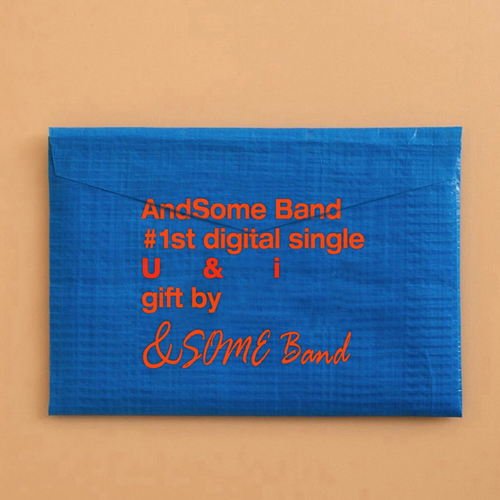 AndSome Band
#1st digital single
U & i
gift by
&SOME Band